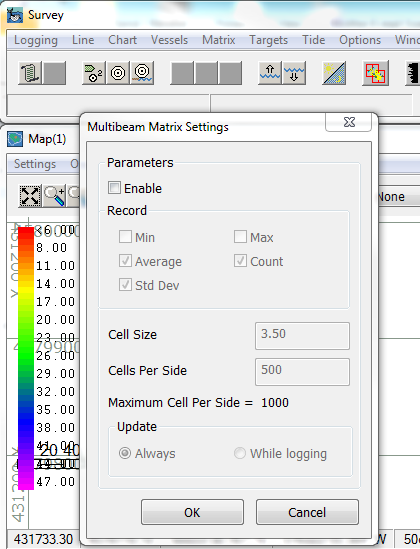 Survey
Logging Line Chart Vessels Matrix Targets Tide Options
Multibeam Matrix Settings
Map(1)
Settings
Parameters
Enable
None
Record
Min Max
Average Count
Std Dev
Cell Size 3.50
Cells Per Side 500
Maximum Cell Per Side = 1000
Update
Always While logging
OK Cancel
<6.00
8.00
11.00
14.00
17.00
20.00
23.00
26.00
29.00
32.00
35.00
38.00
41.00
44.00
47.00
431733.30